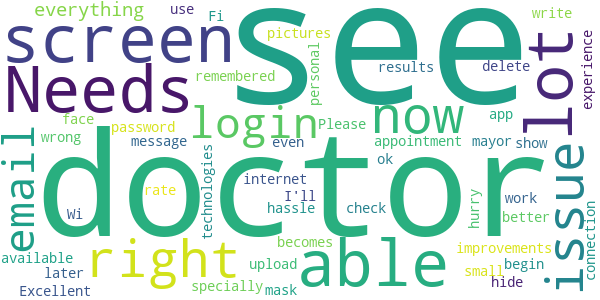 everything use Fi see write
screen pictures personal results delete lot experience
Needs remembered now app
face login Please appointment mayor show
password wrong message even ok issue
email doctor technologies internet I'll hassle check work
rate Wi hurry better connection
right becomes able improvements
available upload small begin
later specially mask hide
Excellent